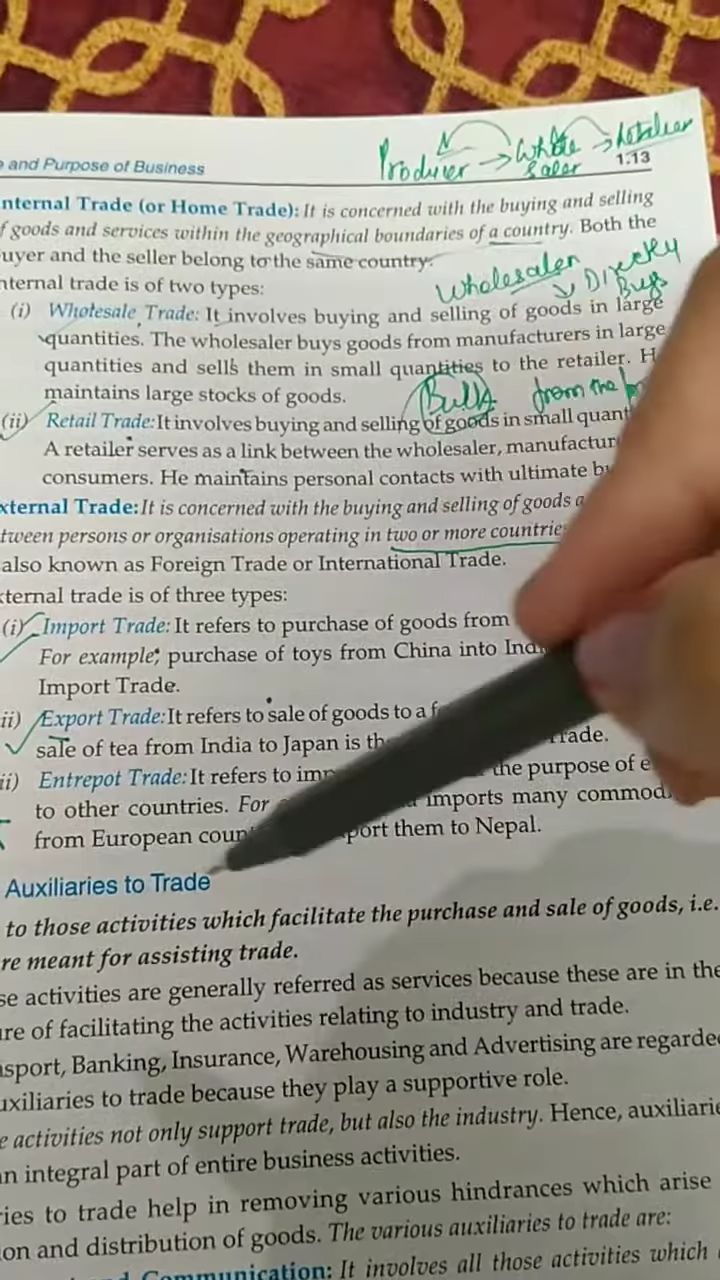 Producer → Whole saler → retailer
and Purpose of Business 1.13
nternal Trade (or Home Trade): It is concerned with the buying and selling
f goods and services within the geographical boundaries of a country. Both the
uyer and the seller belong to the same country.
nternal trade is of two types:
Wholesaler
↓ Directly Buys
(i) Wholesale Trade: It involves buying and selling of goods in large
quantities. The wholesaler buys goods from manufacturers in large
quantities and sells them in small quantities to the retailer. H
maintains large stocks of goods.
(Bulk from the
(ii) Retail Trade: It involves buying and selling of goods in small quant
A retailer serves as a link between the wholesaler, manufactur
consumers. He maintains personal contacts with ultimate bu
xternal Trade: It is concerned with the buying and selling of goods a
tween persons or organisations operating in two or more countrie
also known as Foreign Trade or International Trade.
xternal trade is of three types:
(i) Import Trade: It refers to purchase of goods from
For example, purchase of toys from China into Ind
Import Trade.
ii) Export Trade: It refers to sale of goods to a f
sale of tea from India to Japan is th Trade.
ii) Entrepot Trade: It refers to imp the purpose of e
to other countries. For imports many commod
from European coun port them to Nepal.
Auxiliaries to Trade
to those activities which facilitate the purchase and sale of goods, i.e.
re meant for assisting trade.
se activities are generally referred as services because these are in the
ure of facilitating the activities relating to industry and trade.
nsport, Banking, Insurance, Warehousing and Advertising are regarde
uxiliaries to trade because they play a supportive role.
e activities not only support trade, but also the industry. Hence, auxiliarie
an integral part of entire business activities.
ries to trade help in removing various hindrances which arise
on and distribution of goods. The various auxiliaries to trade are:
Communication: It involves all those activities which